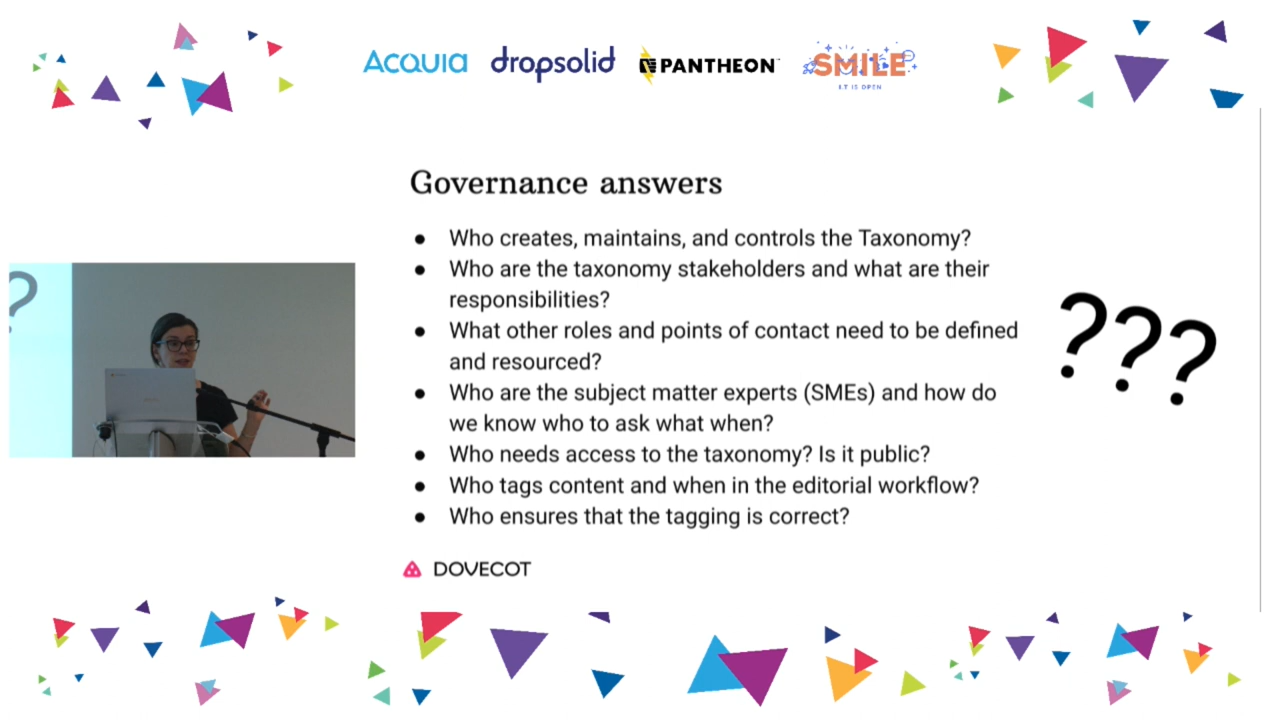 ACQUIA dropsolid PANTHEON SMILE
I.T IS OPEN
Governance answers
● Who creates, maintains, and controls the Taxonomy?
● Who are the taxonomy stakeholders and what are their
responsibilities?
● What other roles and points of contact need to be defined
and resourced?
● Who are the subject matter experts (SMEs) and how do
we know who to ask what when?
● Who needs access to the taxonomy? Is it public?
● Who tags content and when in the editorial workflow?
● Who ensures that the tagging is correct?
???
?
DOVECOT